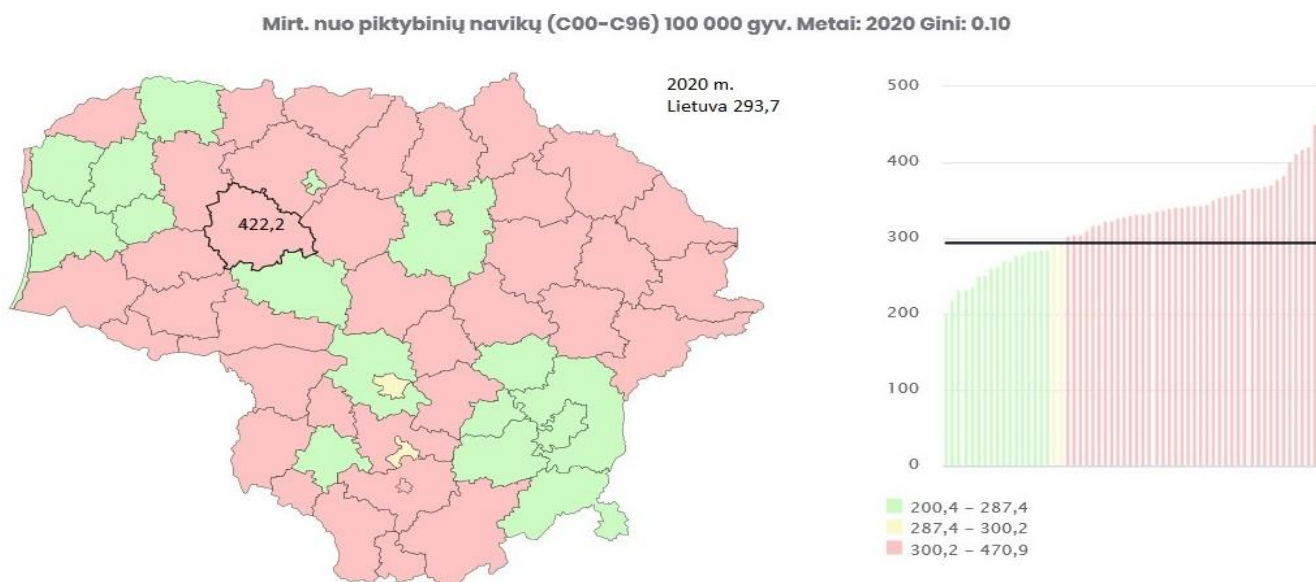 Mirt. nuo piktybinių navikų (C00-C96) 100 000 gyv. Metai: 2020 Gini: 0.10
2020 m.
Lietuva 293,7
422,2
500
400
300
200
100
0
200,4 – 287,4
287,4 – 300,2
300,2 – 470,9